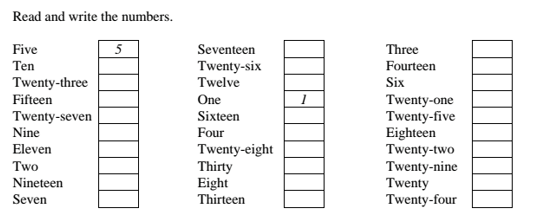 Read and write the numbers.
Five 5 Seventeen Three
Ten Twenty-six Fourteen
Twenty-three Twelve Six
Fifteen One 1 Twenty-one
Twenty-seven Sixteen Twenty-five
Nine Four Eighteen
Eleven Twenty-eight Twenty-two
Two Thirty Twenty-nine
Nineteen Eight Twenty
Seven Thirteen Twenty-four